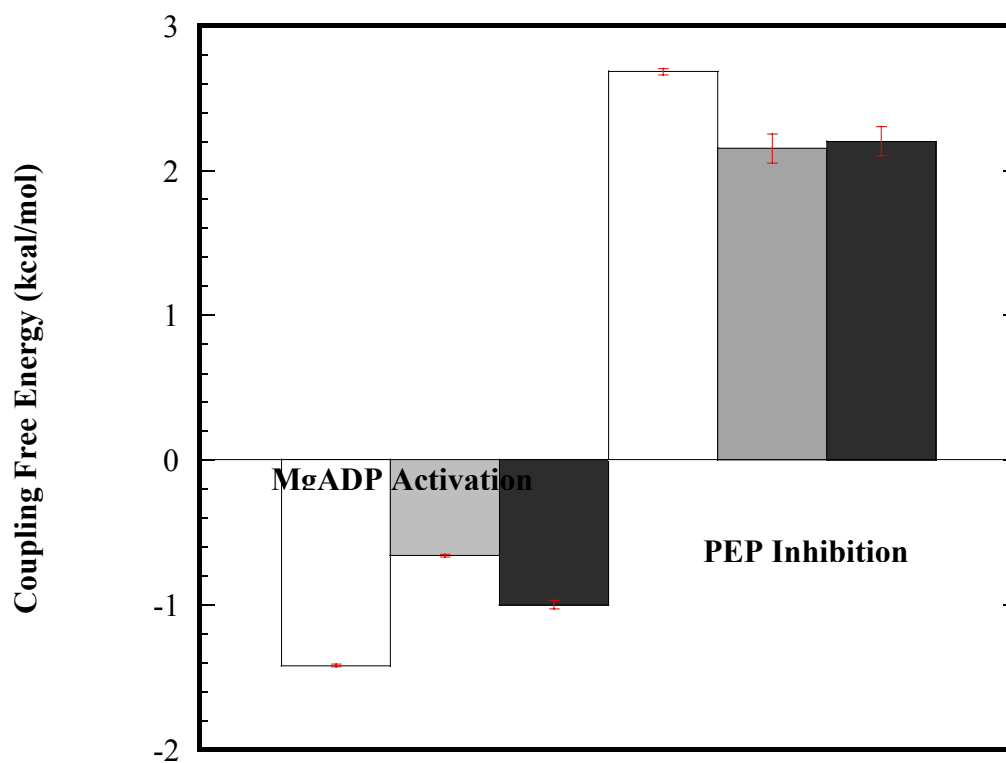 Coupling Free Energy (kcal/mol)
3
2
1
0
-1
-2
MgADP Activation
PEP Inhibition